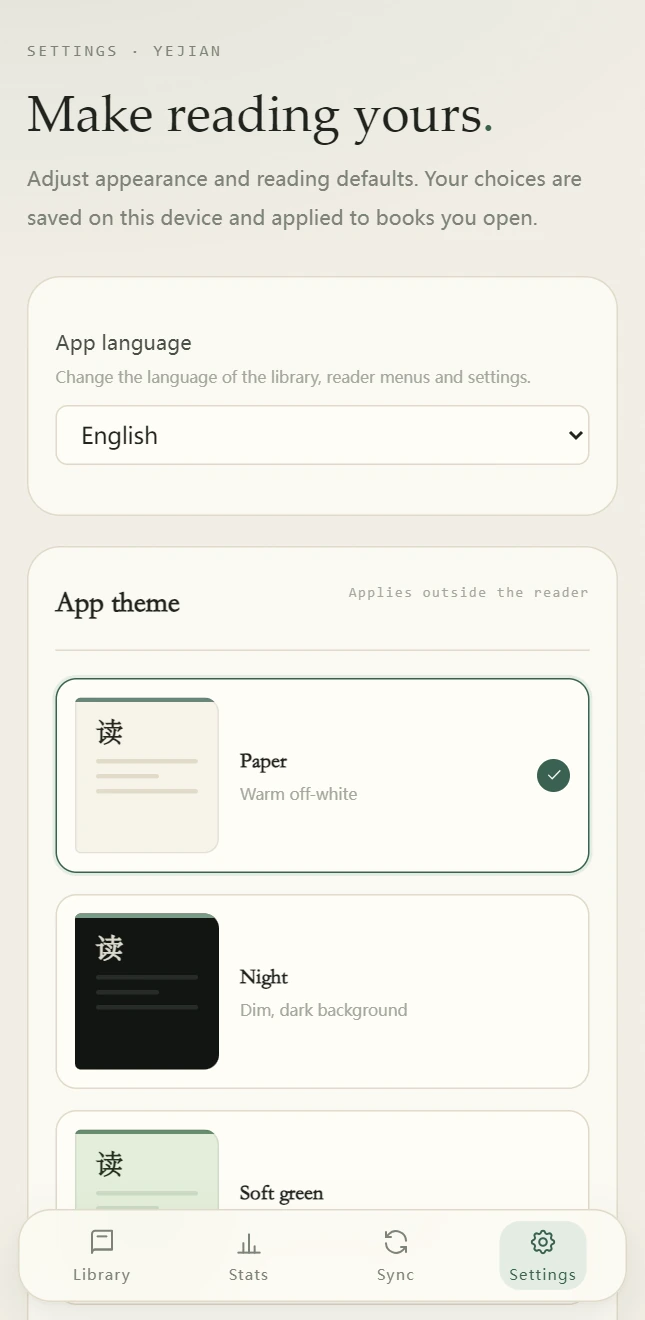 SETTINGS · YEJIAN
Make reading yours.
Adjust appearance and reading defaults. Your choices are
saved on this device and applied to books you open.
App language
Change the language of the library, reader menus and settings.
English
App theme
Applies outside the reader
读
Paper
Warm off-white
读
Night
Dim, dark background
读
Soft green
Library
Stats
Sync
Settings